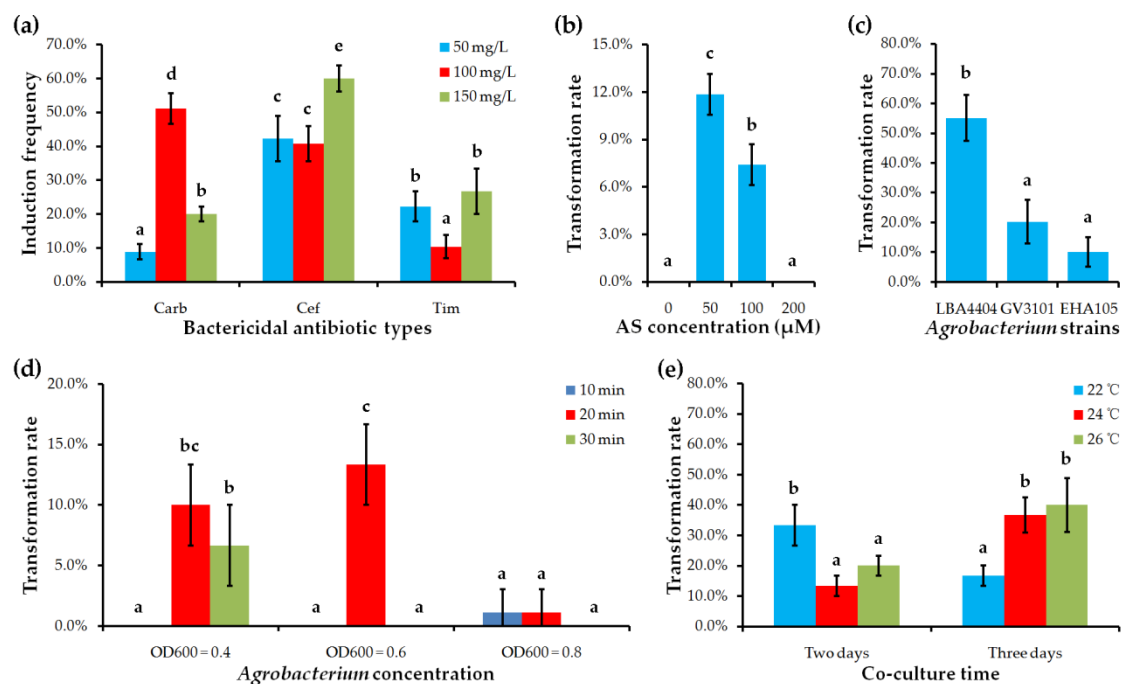 (a)
Induction frequency
70.0%
60.0%
50.0%
40.0%
30.0%
20.0%
10.0%
0.0%
50 mg/L
100 mg/L
150 mg/L
a
d
b
c
c
e
b
a
b
Carb Cef Tim
Bactericidal antibiotic types
(b)
Transformation rate
15.0%
12.0%
9.0%
6.0%
3.0%
0.0%
a
c
b
a
0 50 100 200
AS concentration (µM)
(c)
Transformation rate
80.0%
70.0%
60.0%
50.0%
40.0%
30.0%
20.0%
10.0%
0.0%
b
a
a
LBA4404 GV3101 EHA105
Agrobacterium strains
(d)
Transformation rate
20.0%
15.0%
10.0%
5.0%
0.0%
10 min
20 min
30 min
a
bc
b
a
c
a
a
a
a
OD600 = 0.4 OD600 = 0.6 OD600 = 0.8
Agrobacterium concentration
(e)
Transformation rate
80.0%
70.0%
60.0%
50.0%
40.0%
30.0%
20.0%
10.0%
0.0%
22 ℃
24 ℃
26 ℃
b
a
a
a
b
b
Two days Three days
Co-culture time